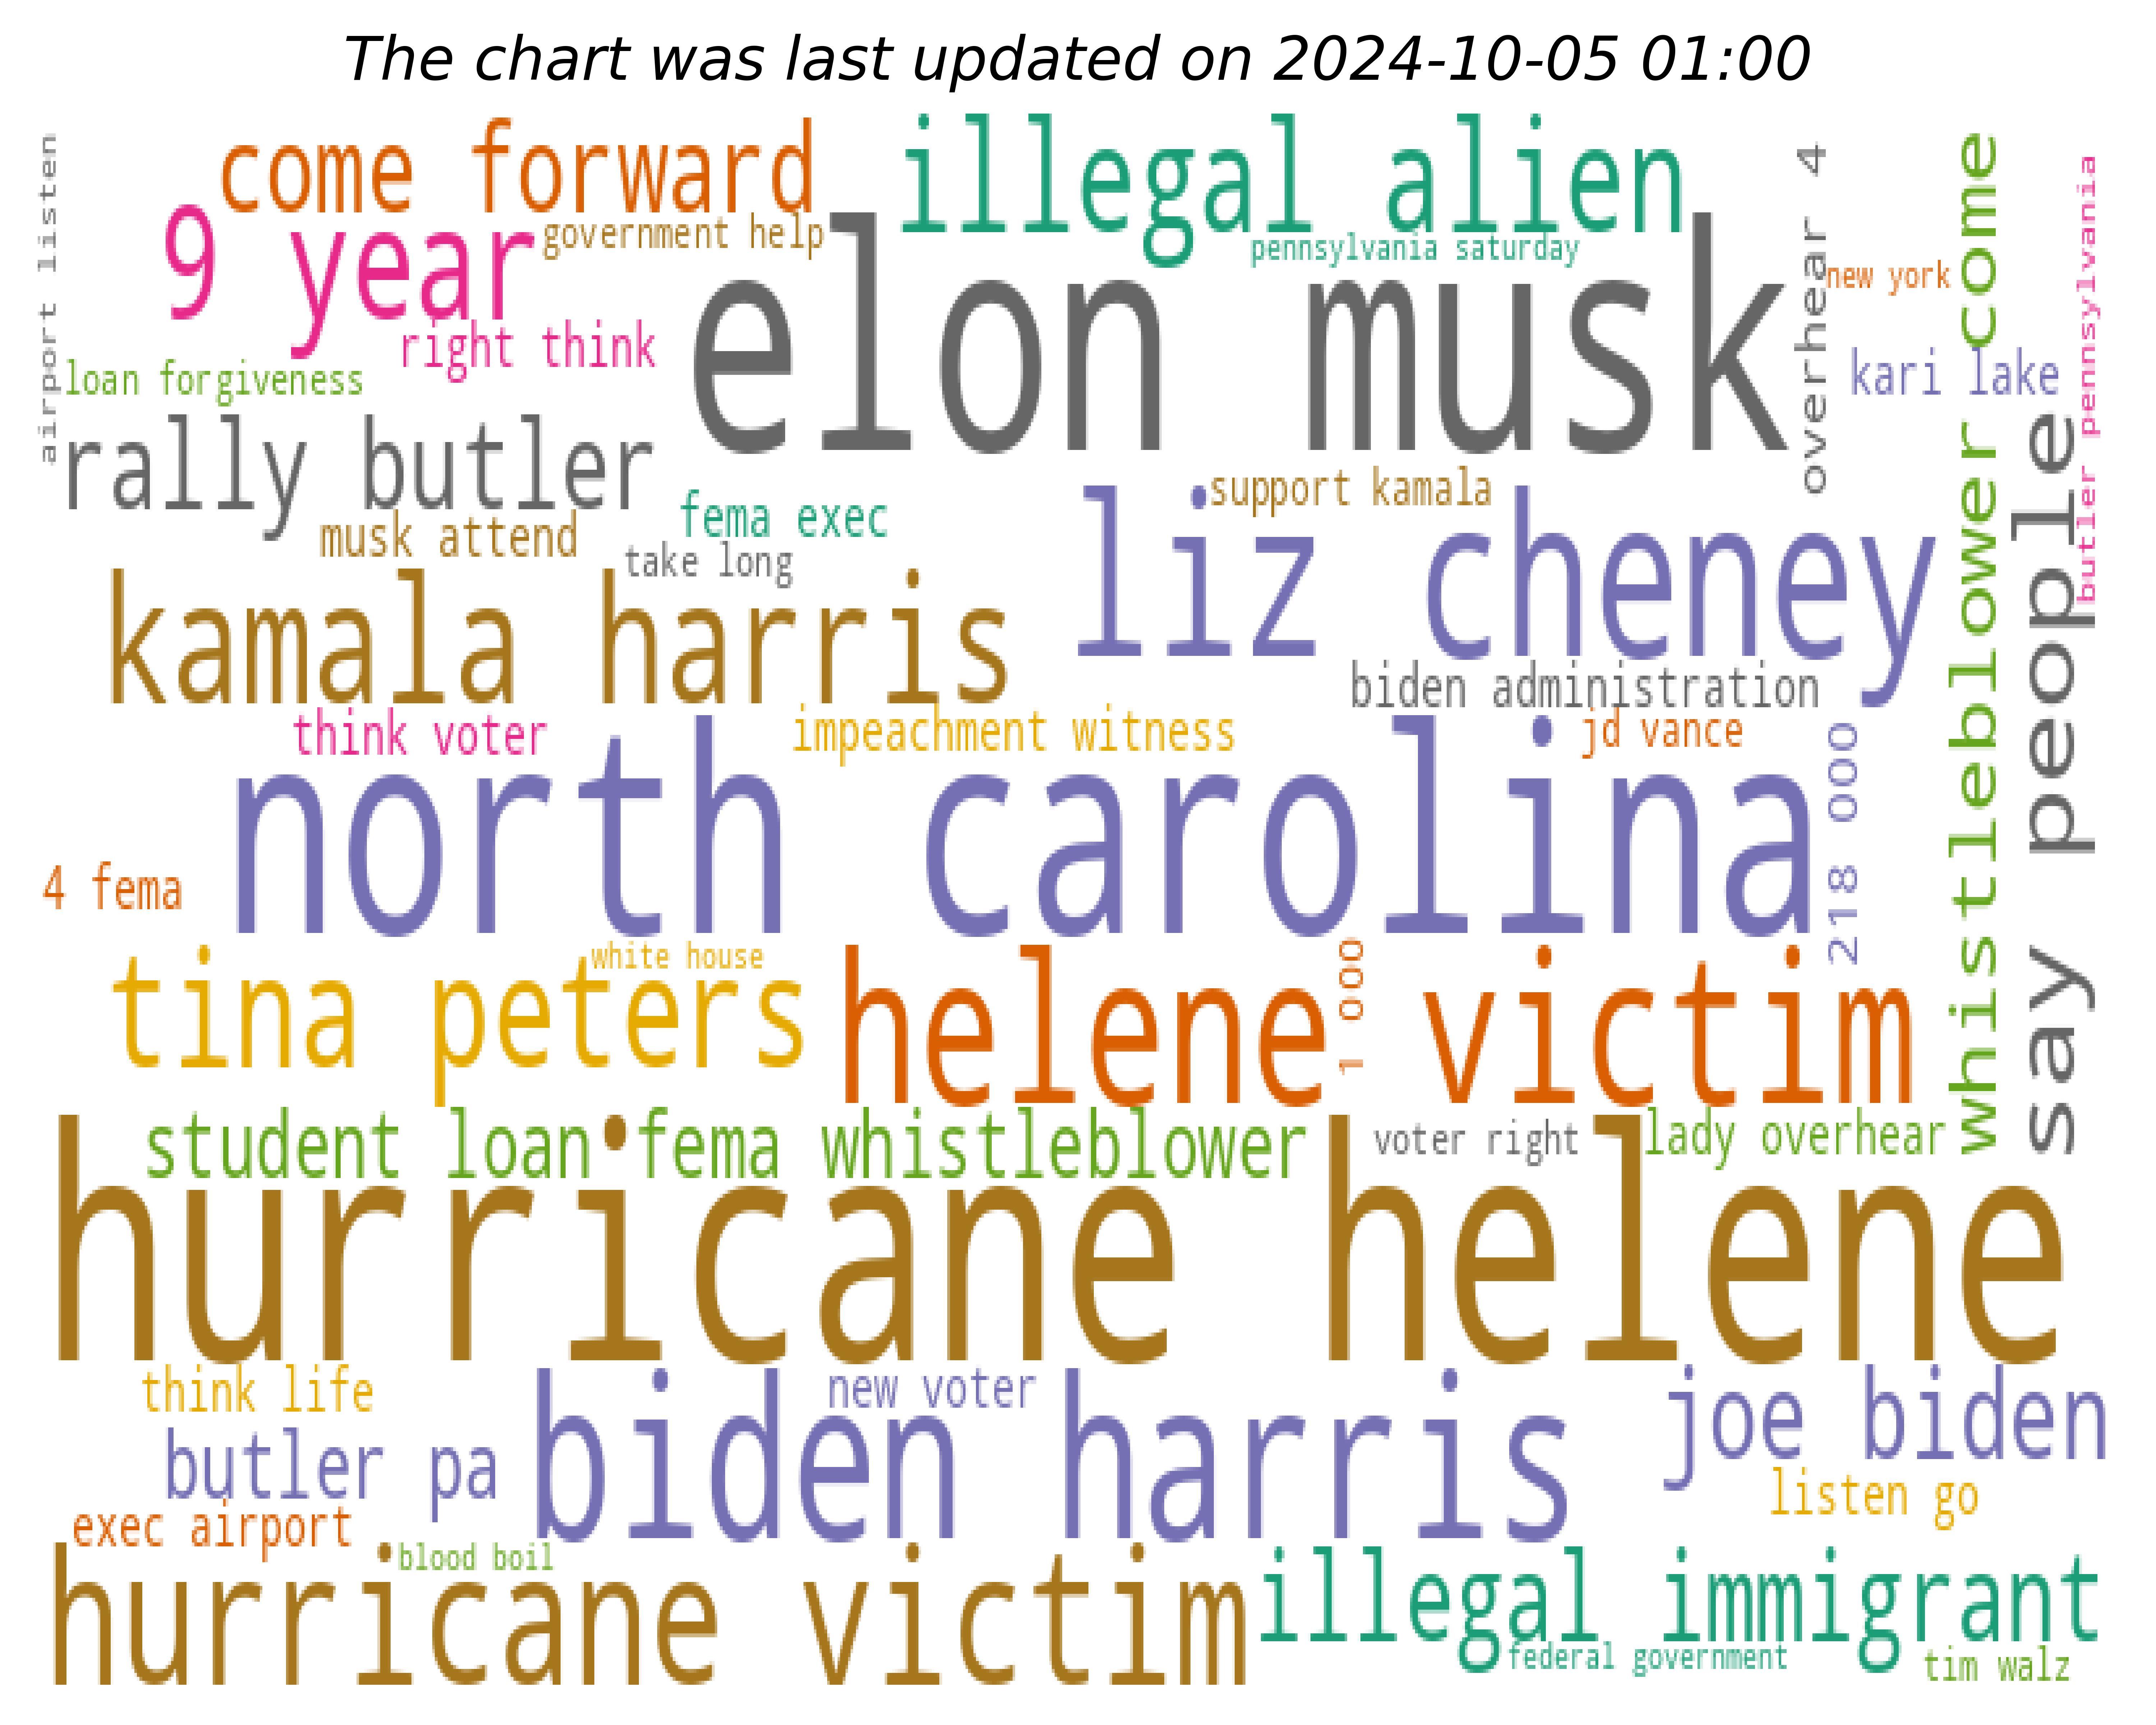 The chart was last updated on 2024-10-05 01:00
airport listen
come forward
illegal alien
9 year
government help
pennsylvania saturday
overhear 4
new york
whistleblower come
butler pennsylvania
elon musk
right think
loan forgiveness
kari lake
rally butler
say people
support kamala
fema exec
musk attend
take long
liz cheney
kamala harris
biden administration
think voter
impeachment witness
jd vance
north carolina
218 000
4 fema
tina peters
white house
helene victim
1 000
student loan
fema whistleblower
voter right
lady overhear
hurricane helene
think life
biden harris
new voter
joe biden
butler pa
listen go
exec airport
blood boil
hurricane victim
illegal immigrant
federal government
tim walz